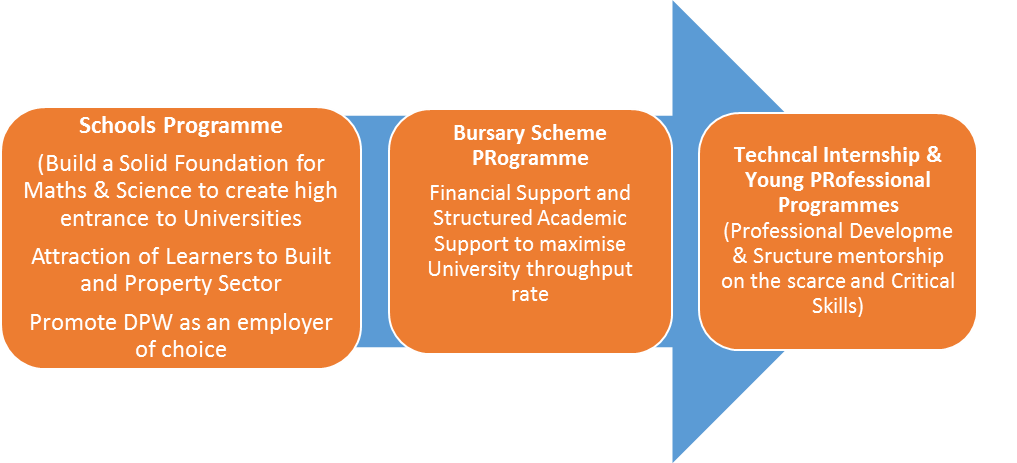 Schools Programme
(Build a Solid Foundation for
Maths & Science to create high
entrance to Universities
Attraction of Learners to Built
and Property Sector
Promote DPW as an employer
of choice
Bursary Scheme
PRogramme
Financial Support and
Structured Academic
Support to maximise
University throughput
rate
Techncal Internship &
Young PRofessional
Programmes
(Professional Developme
& Sructure mentorship
on the scarce and Critical
Skills)